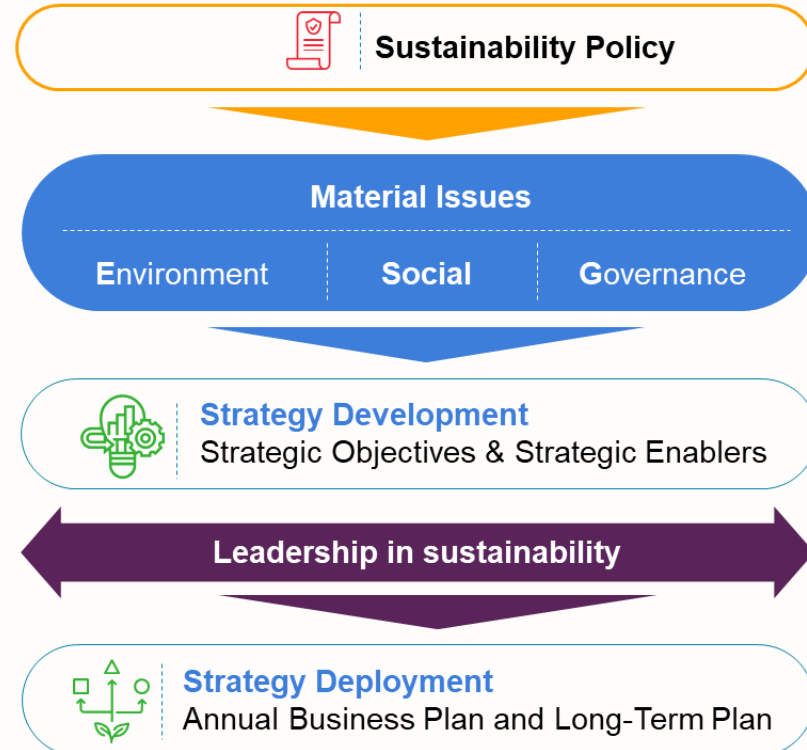 Sustainability Policy
Material Issues
Environment Social Governance
Strategy Development
Strategic Objectives & Strategic Enablers
Leadership in sustainability
Strategy Deployment
Annual Business Plan and Long-Term Plan